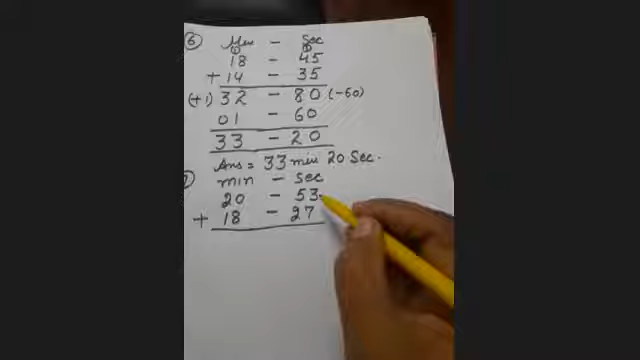 6 Min - Sec
18 - 45
+ 14 - 35
(+1) 32 - 80 (-60)
01 - 60
33 - 20
Ans = 33 min 20 Sec.
7 min - sec
20 - 53
+ 18 - 27